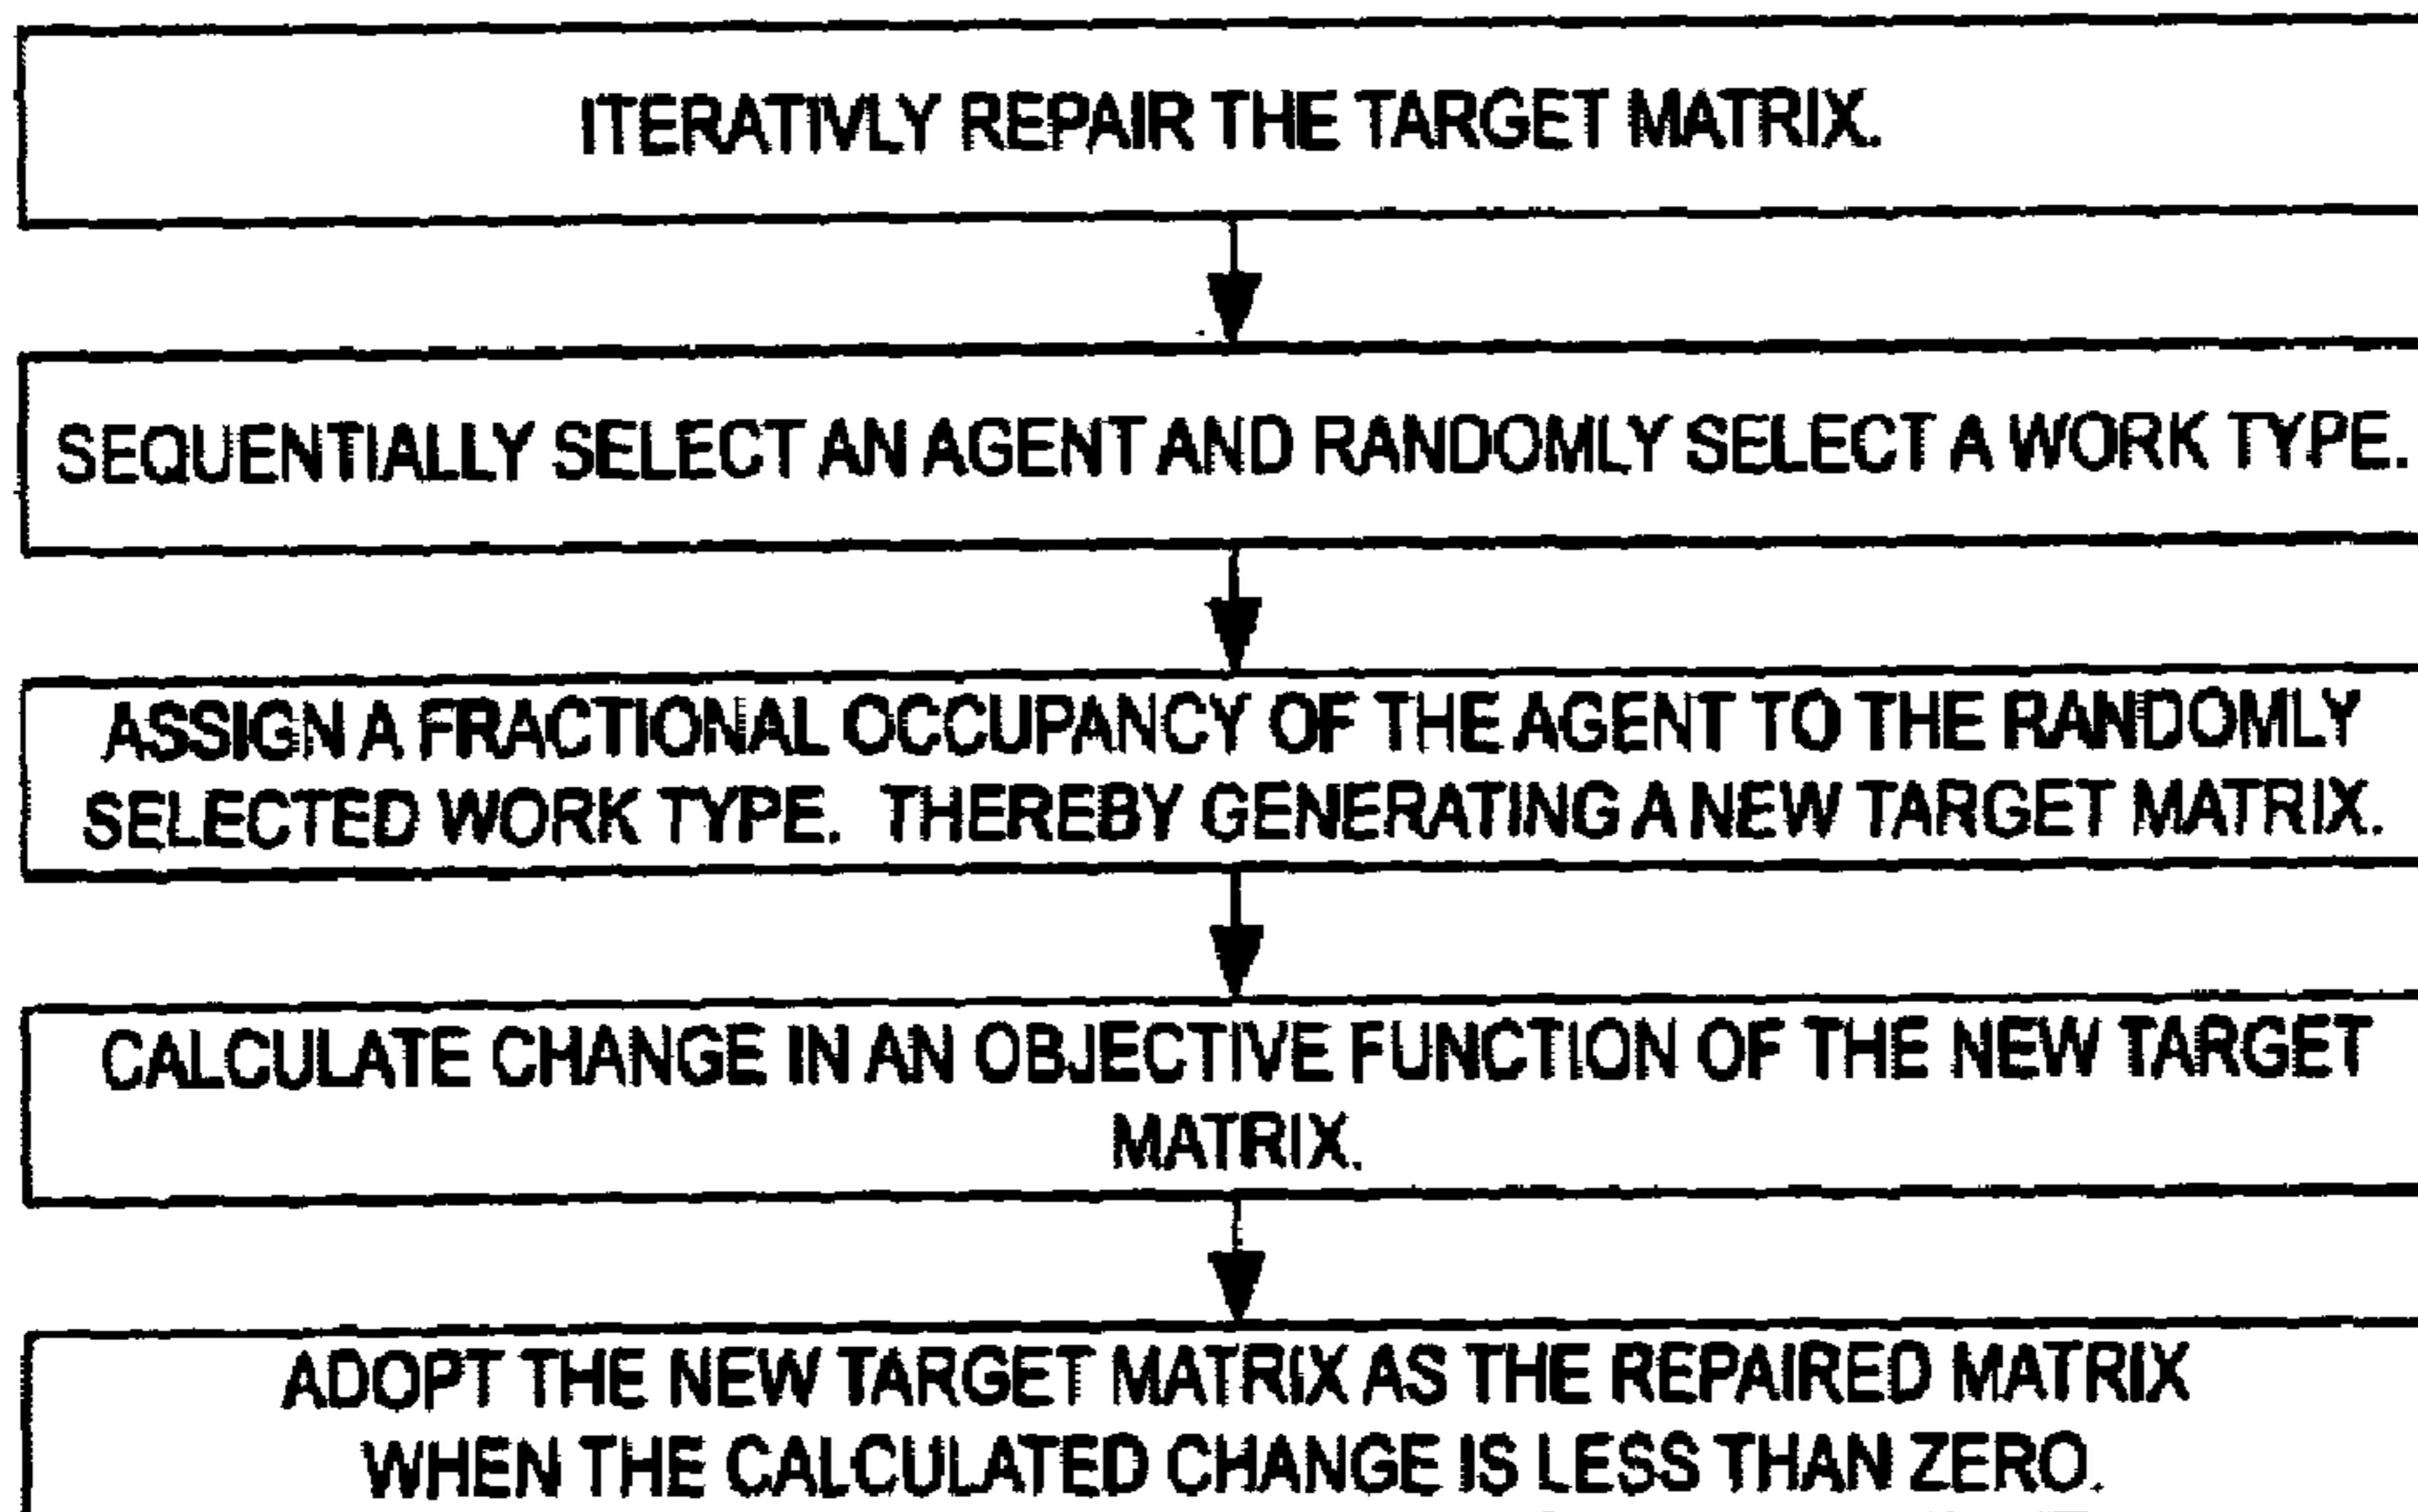 ITERATIVLY REPAIR THE TARGET MATRIX.
SEQUENTIALLY SELECT AN AGENT AND RANDOMLY SELECT A WORK TYPE.
ASSIGN A FRACTIONAL OCCUPANCY OF THE AGENT TO THE RANDOMLY
SELECTED WORK TYPE. THEREBY GENERATING A NEW TARGET MATRIX.
CALCULATE CHANGE IN AN OBJECTIVE FUNCTION OF THE NEW TARGET
MATRIX.
ADOPT THE NEW TARGET MATRIX AS THE REPAIRED MATRIX
WHEN THE CALCULATED CHANGE IS LESS THAN ZERO.